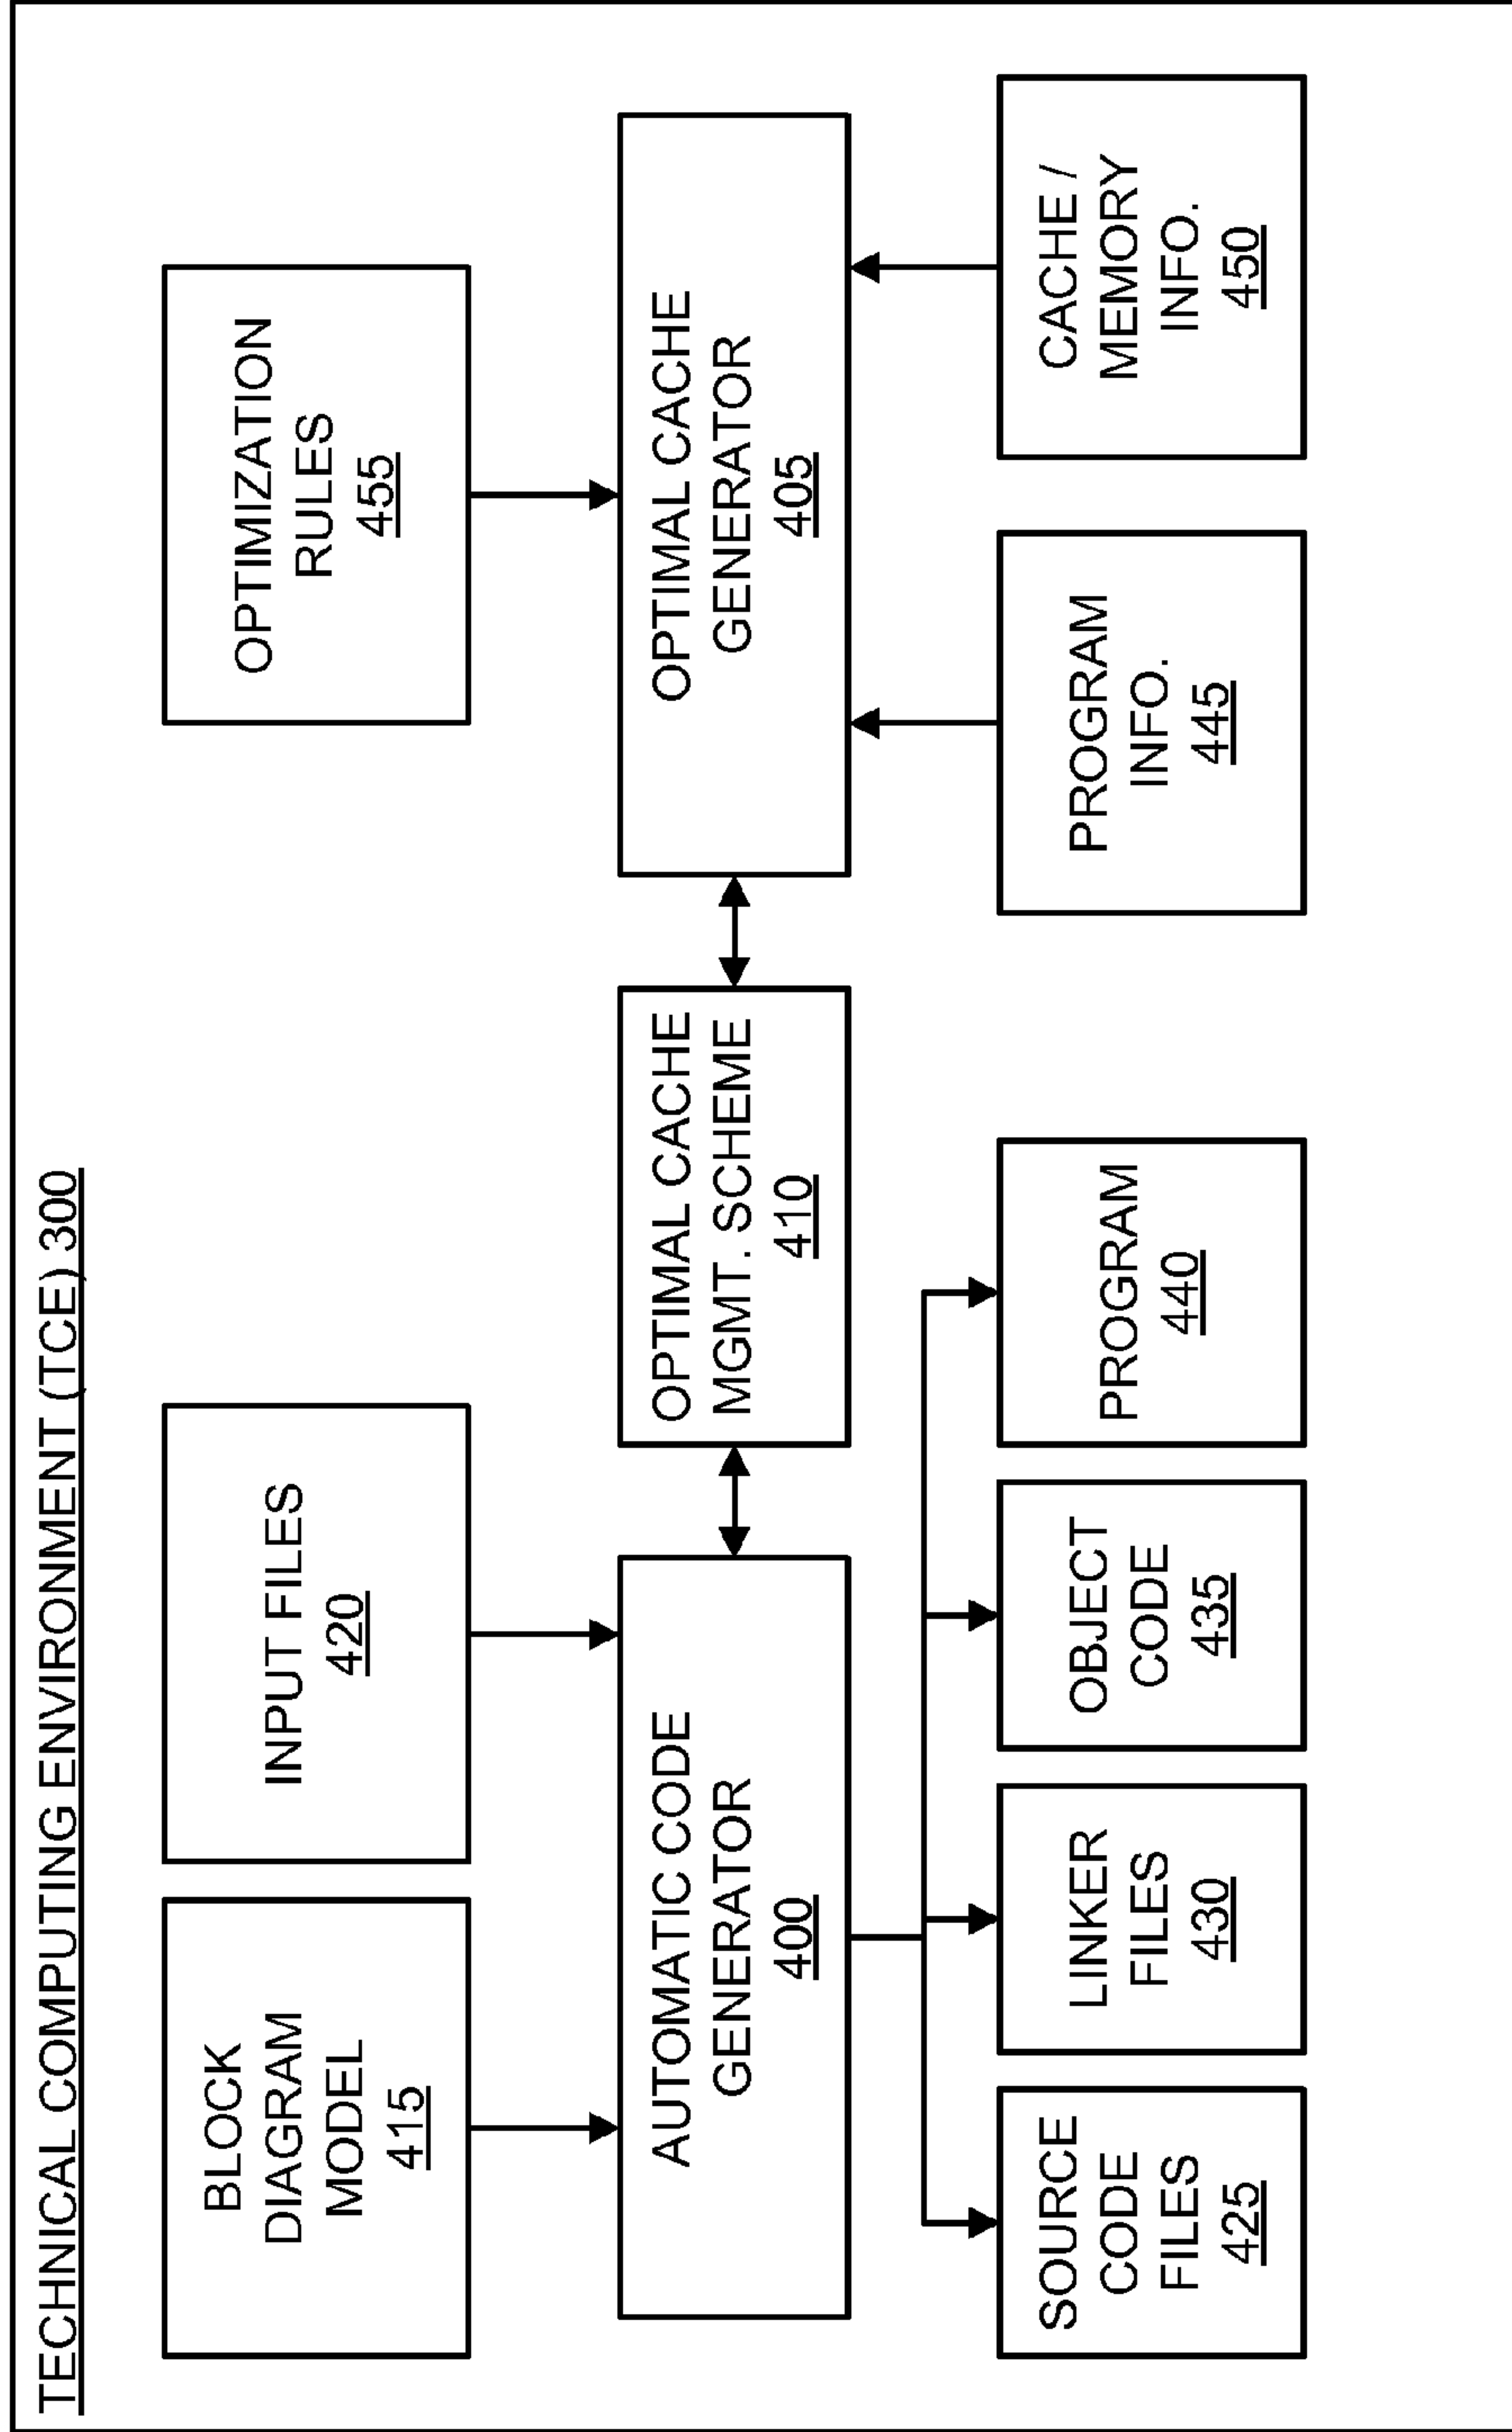 TECHNICAL COMPUTING ENVIRONMENT (TCE) 300
BLOCK
DIAGRAM
MODEL
415
INPUT FILES
420
OPTIMIZATION
RULES
455
AUTOMATIC CODE
GENERATOR
400
OPTIMAL CACHE
MGMT. SCHEME
410
OPTIMAL CACHE
GENERATOR
405
SOURCE
CODE
FILES
425
LINKER
FILES
430
OBJECT
CODE
435
PROGRAM
440
PROGRAM
INFO.
445
CACHE /
MEMORY
INFO.
450